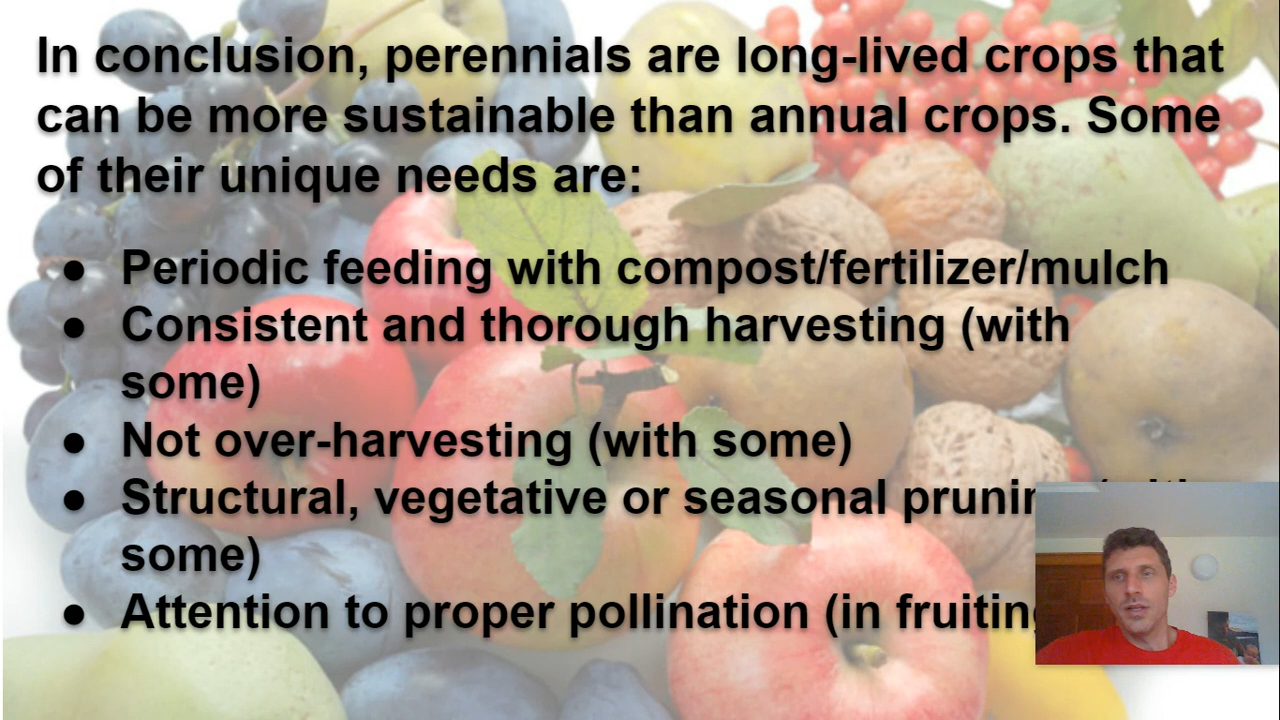 In conclusion, perennials are long-lived crops that
can be more sustainable than annual crops. Some
of their unique needs are:
● Periodic feeding with compost/fertilizer/mulch
● Consistent and thorough harvesting (with
some)
● Not over-harvesting (with some)
● Structural, vegetative or seasonal
some)
● Attention to proper pollination (in